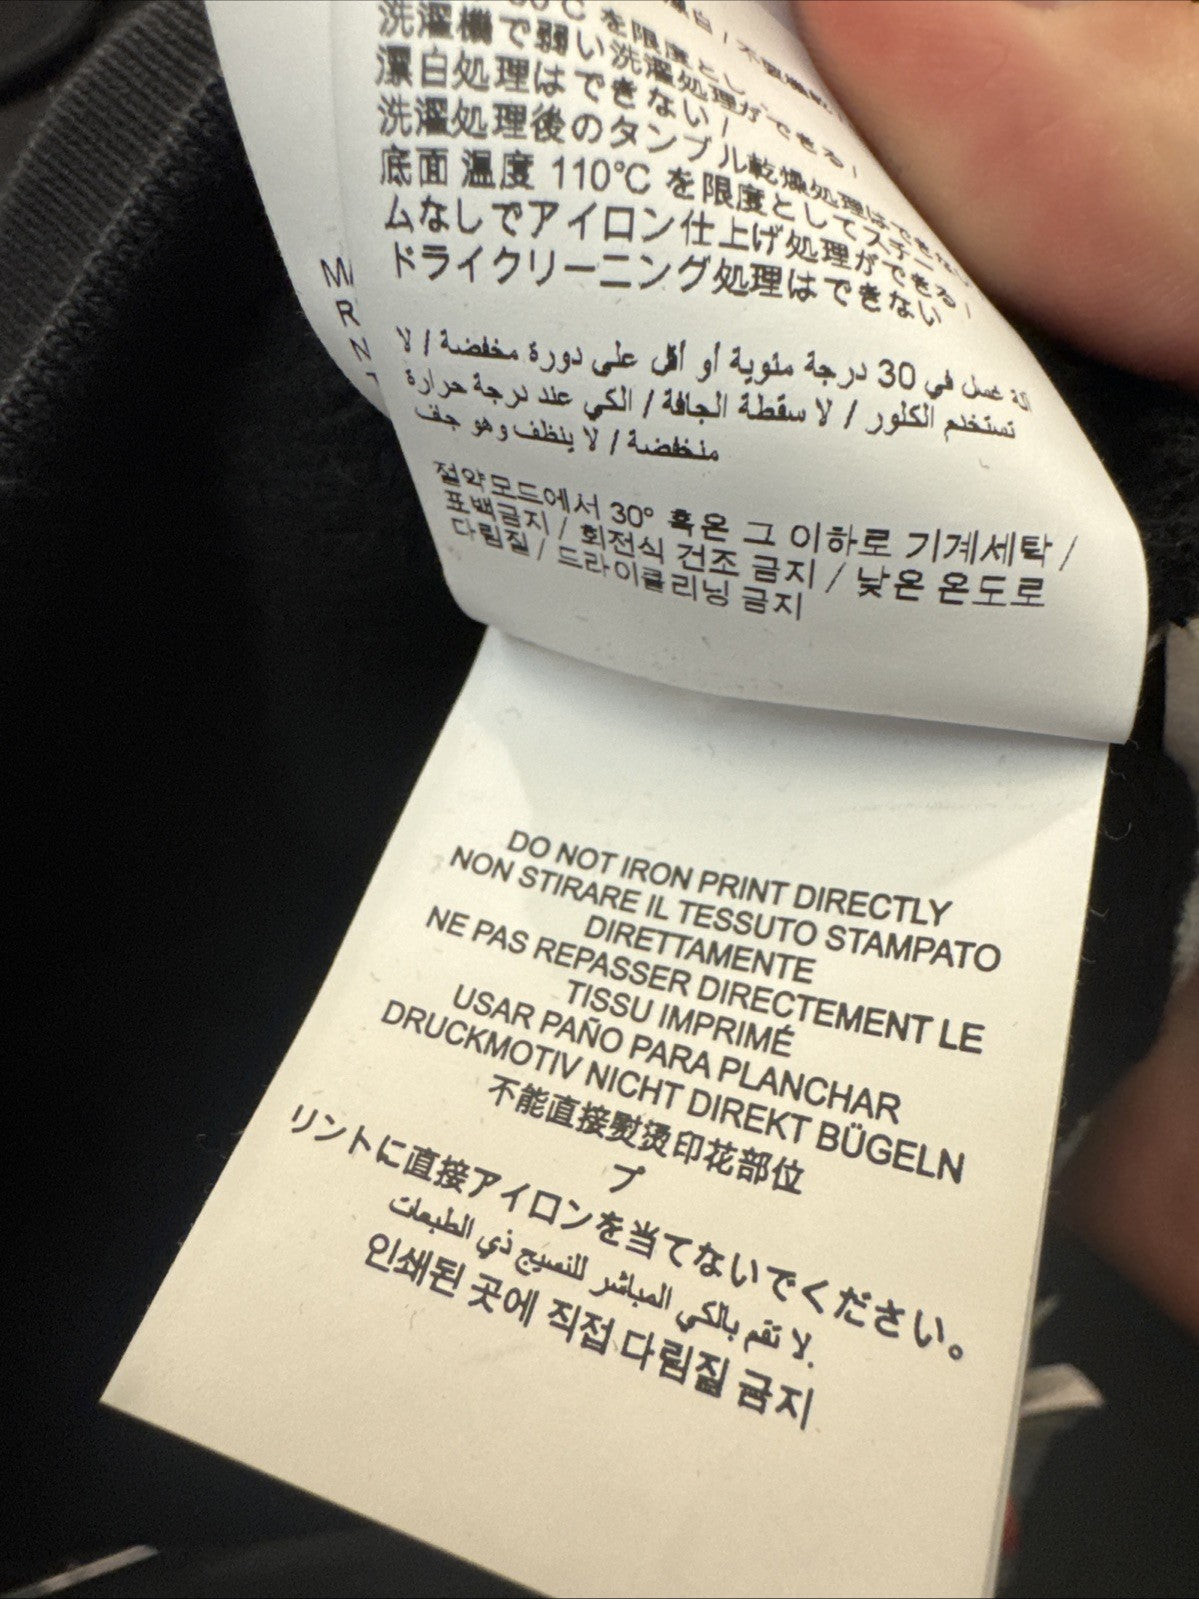 を限度とし
洗濯機で弱い洗濯処理ができる /
漂白処理はできない /
洗濯処理後のタンブル乾燥処理はできない
底面 温度 110℃ を限度としてスチー
ムなしでアイロン仕上げ処理ができる /
ドライクリーニング処理はできない
آلة غسل في 30 درجة مئوية أو أقل على دورة مخفضة / لا
تستخدم الكلور / لا سقطة الجافة / الكي عند درجة حرارة
منخفضة / لا ينظف وهو جاف
절약모드에서 30° 혹은 그 이하로 기계세탁 /
표백금지 / 회전식 건조 금지 / 낮은 온도로
다림질 / 드라이클리닝 금지
DO NOT IRON PRINT DIRECTLY
NON STIRARE IL TESSUTO STAMPATO
DIRETTAMENTE
NE PAS REPASSER DIRECTEMENT LE
TISSU IMPRIMÉ
USAR PAÑO PARA PLANCHAR
DRUCKMOTIV NICHT DIREKT BÜGELN
不能直接熨烫印花部位
プ
リントに直接アイロンを当てないでください。
لا تقم بالكي المباشر للنسيج ذي الطبعات.
인쇄된 곳에 직접 다림질 금지